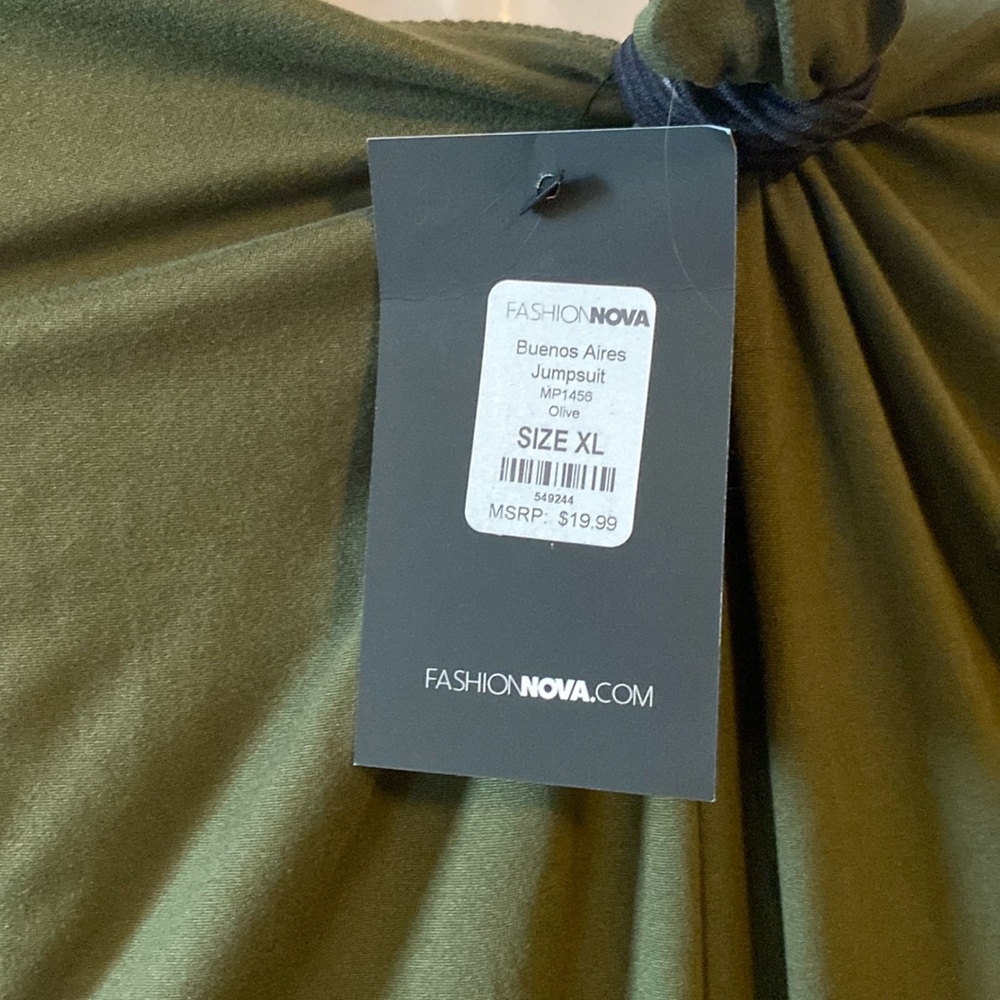 FASHIONNOVA
Buenos Aires
Jumpsuit
MP1456
Olive
SIZE XL
549244
MSRP: $19.99
FASHIONNOVA.COM